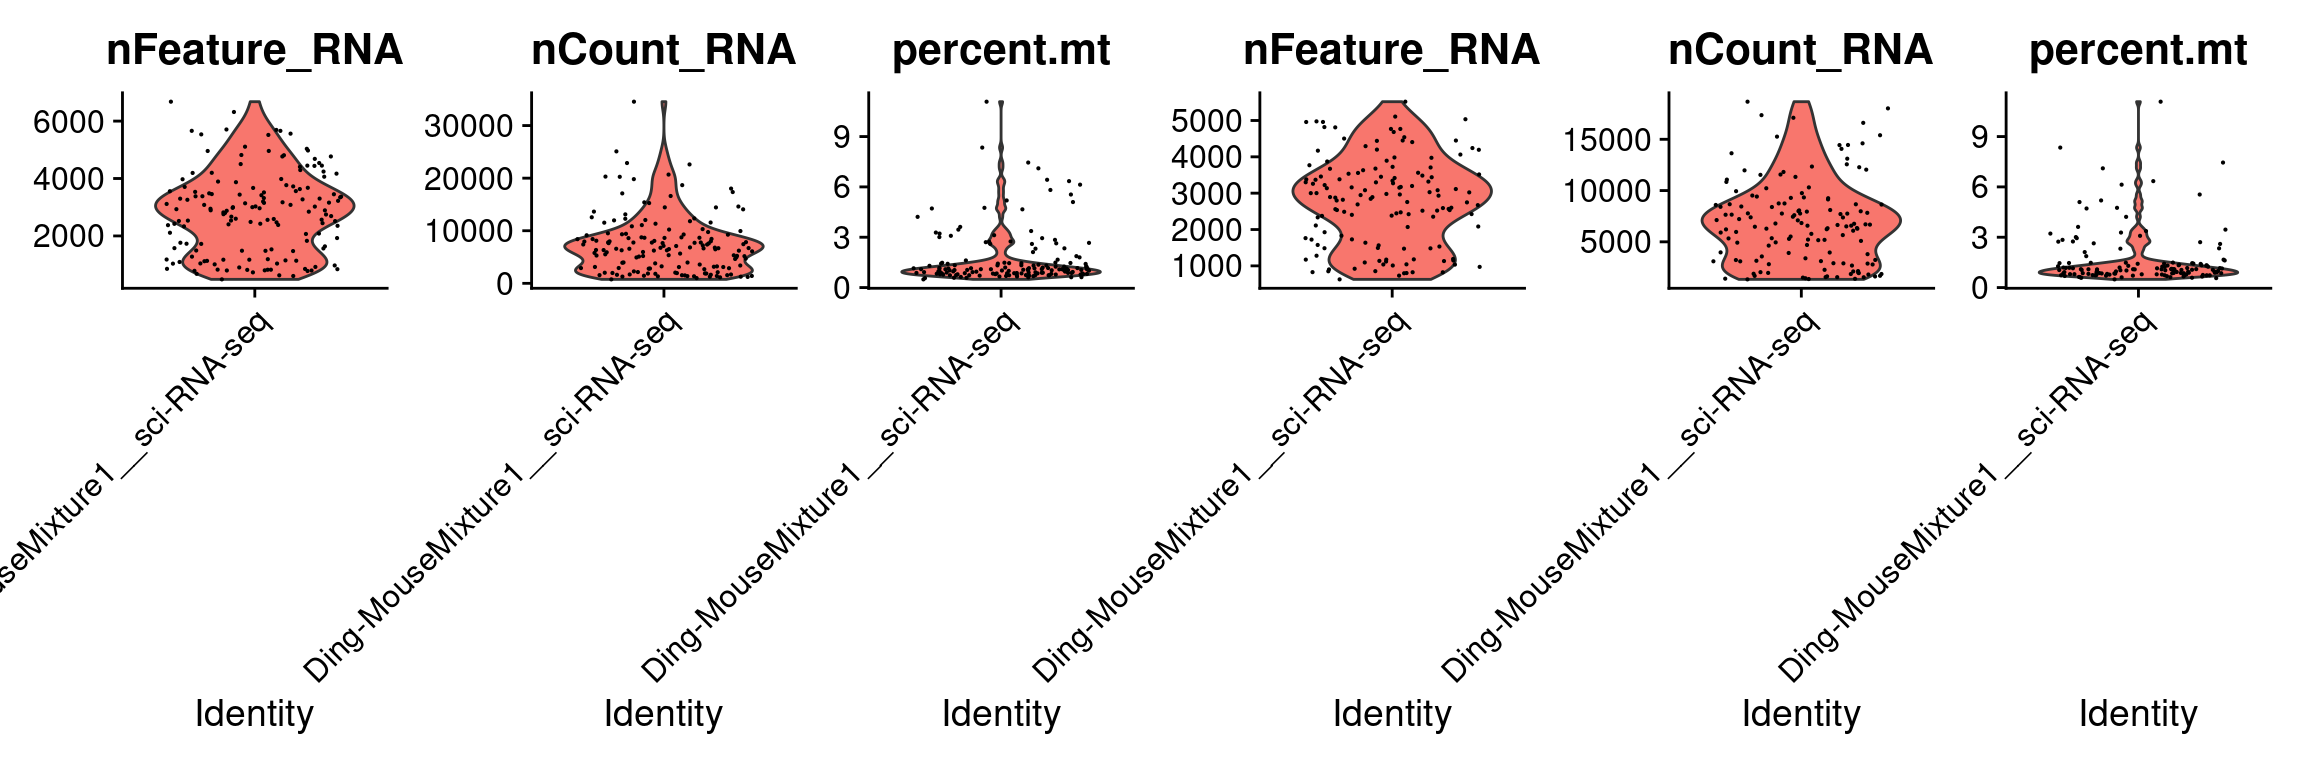 nFeature_RNA
6000
4000
2000
useMixture1__sci-RNA-seq
Identity
nCount_RNA
30000
20000
10000
0
Ding-MouseMixture1__sci-RNA-seq
Identity
percent.mt
9
6
3
0
Ding-MouseMixture1__sci-RNA-seq
Identity
nFeature_RNA
5000
4000
3000
2000
1000
Ding-MouseMixture1__sci-RNA-seq
Identity
nCount_RNA
15000
10000
5000
Ding-MouseMixture1__sci-RNA-seq
Identity
percent.mt
9
6
3
0
Ding-MouseMixture1__sci-RNA-seq
Identity